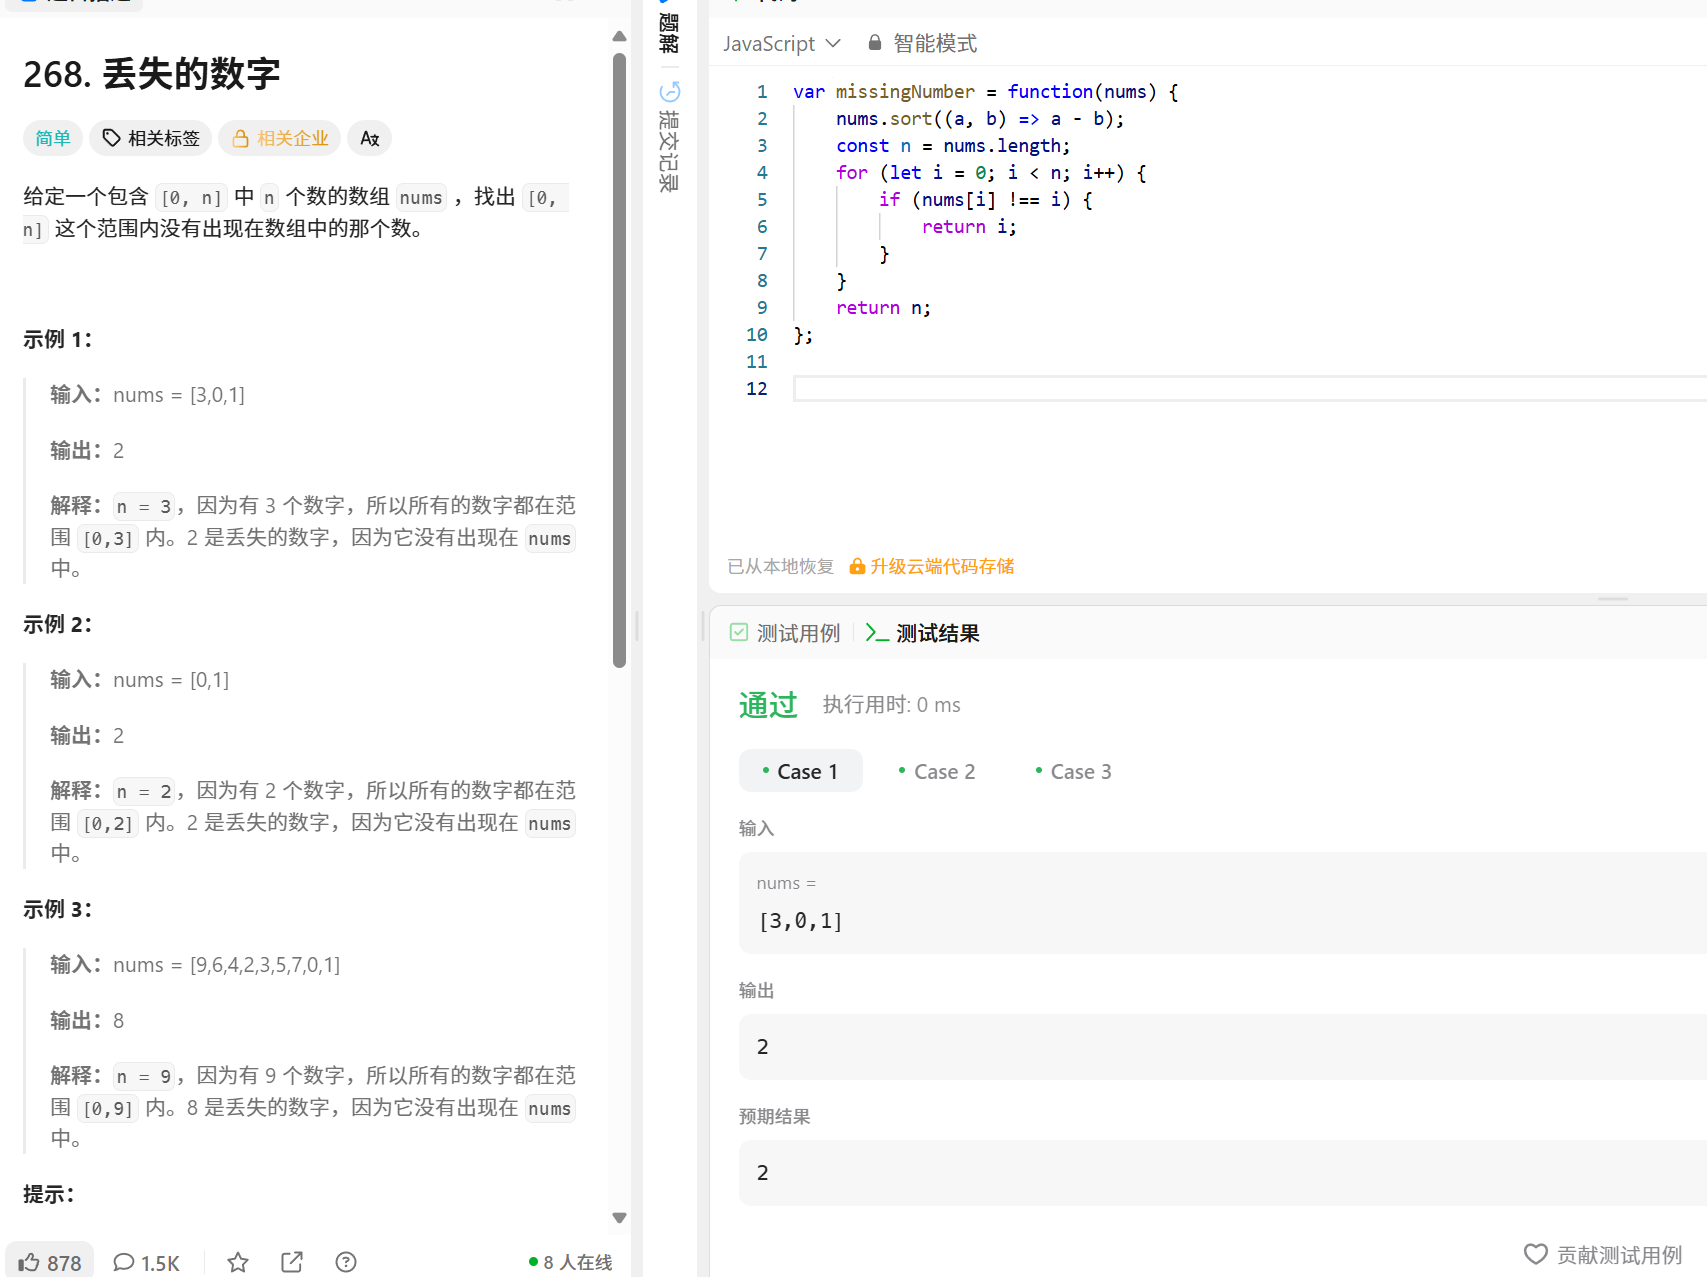 268. 丢失的数字
简单 相关标签 相关企业
给定一个包含 [0, n] 中 n 个数的数组 nums ，找出 [0,
n] 这个范围内没有出现在数组中的那个数。
示例 1：
输入：nums = [3,0,1]
输出：2
解释：n = 3，因为有 3 个数字，所以所有的数字都在范
围 [0,3] 内。2 是丢失的数字，因为它没有出现在 nums
中。
示例 2：
输入：nums = [0,1]
输出：2
解释：n = 2，因为有 2 个数字，所以所有的数字都在范
围 [0,2] 内。2 是丢失的数字，因为它没有出现在 nums
中。
示例 3：
输入：nums = [9,6,4,2,3,5,7,0,1]
输出：8
解释：n = 9，因为有 9 个数字，所以所有的数字都在范
围 [0,9] 内。8 是丢失的数字，因为它没有出现在 nums
中。
提示：
878 1.5K 8 人在线
题解
提交记录
JavaScript 智能模式
1 var missingNumber = function(nums) {
2 nums.sort((a, b) => a - b);
3 const n = nums.length;
4 for (let i = 0; i < n; i++) {
5 if (nums[i] !== i) {
6 return i;
7 }
8 }
9 return n;
10 };
11
12
已从本地恢复 升级云端代码存储
测试用例 测试结果
通过 执行用时: 0 ms
Case 1 Case 2 Case 3
输入
nums =
[3,0,1]
输出
2
预期结果
2
贡献测试用例